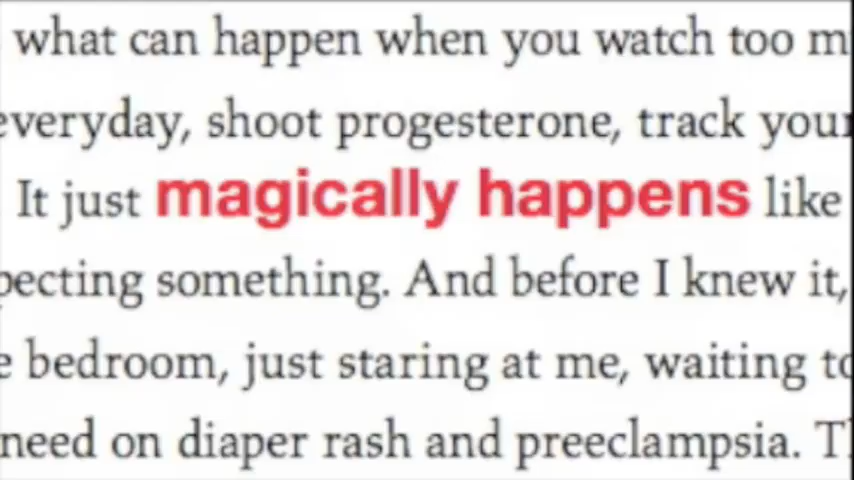 what can happen when you watch too m
everyday, shoot progesterone, track your
It just magically happens like
pecting something. And before I knew it,
e bedroom, just staring at me, waiting to
need on diaper rash and preeclampsia. Th